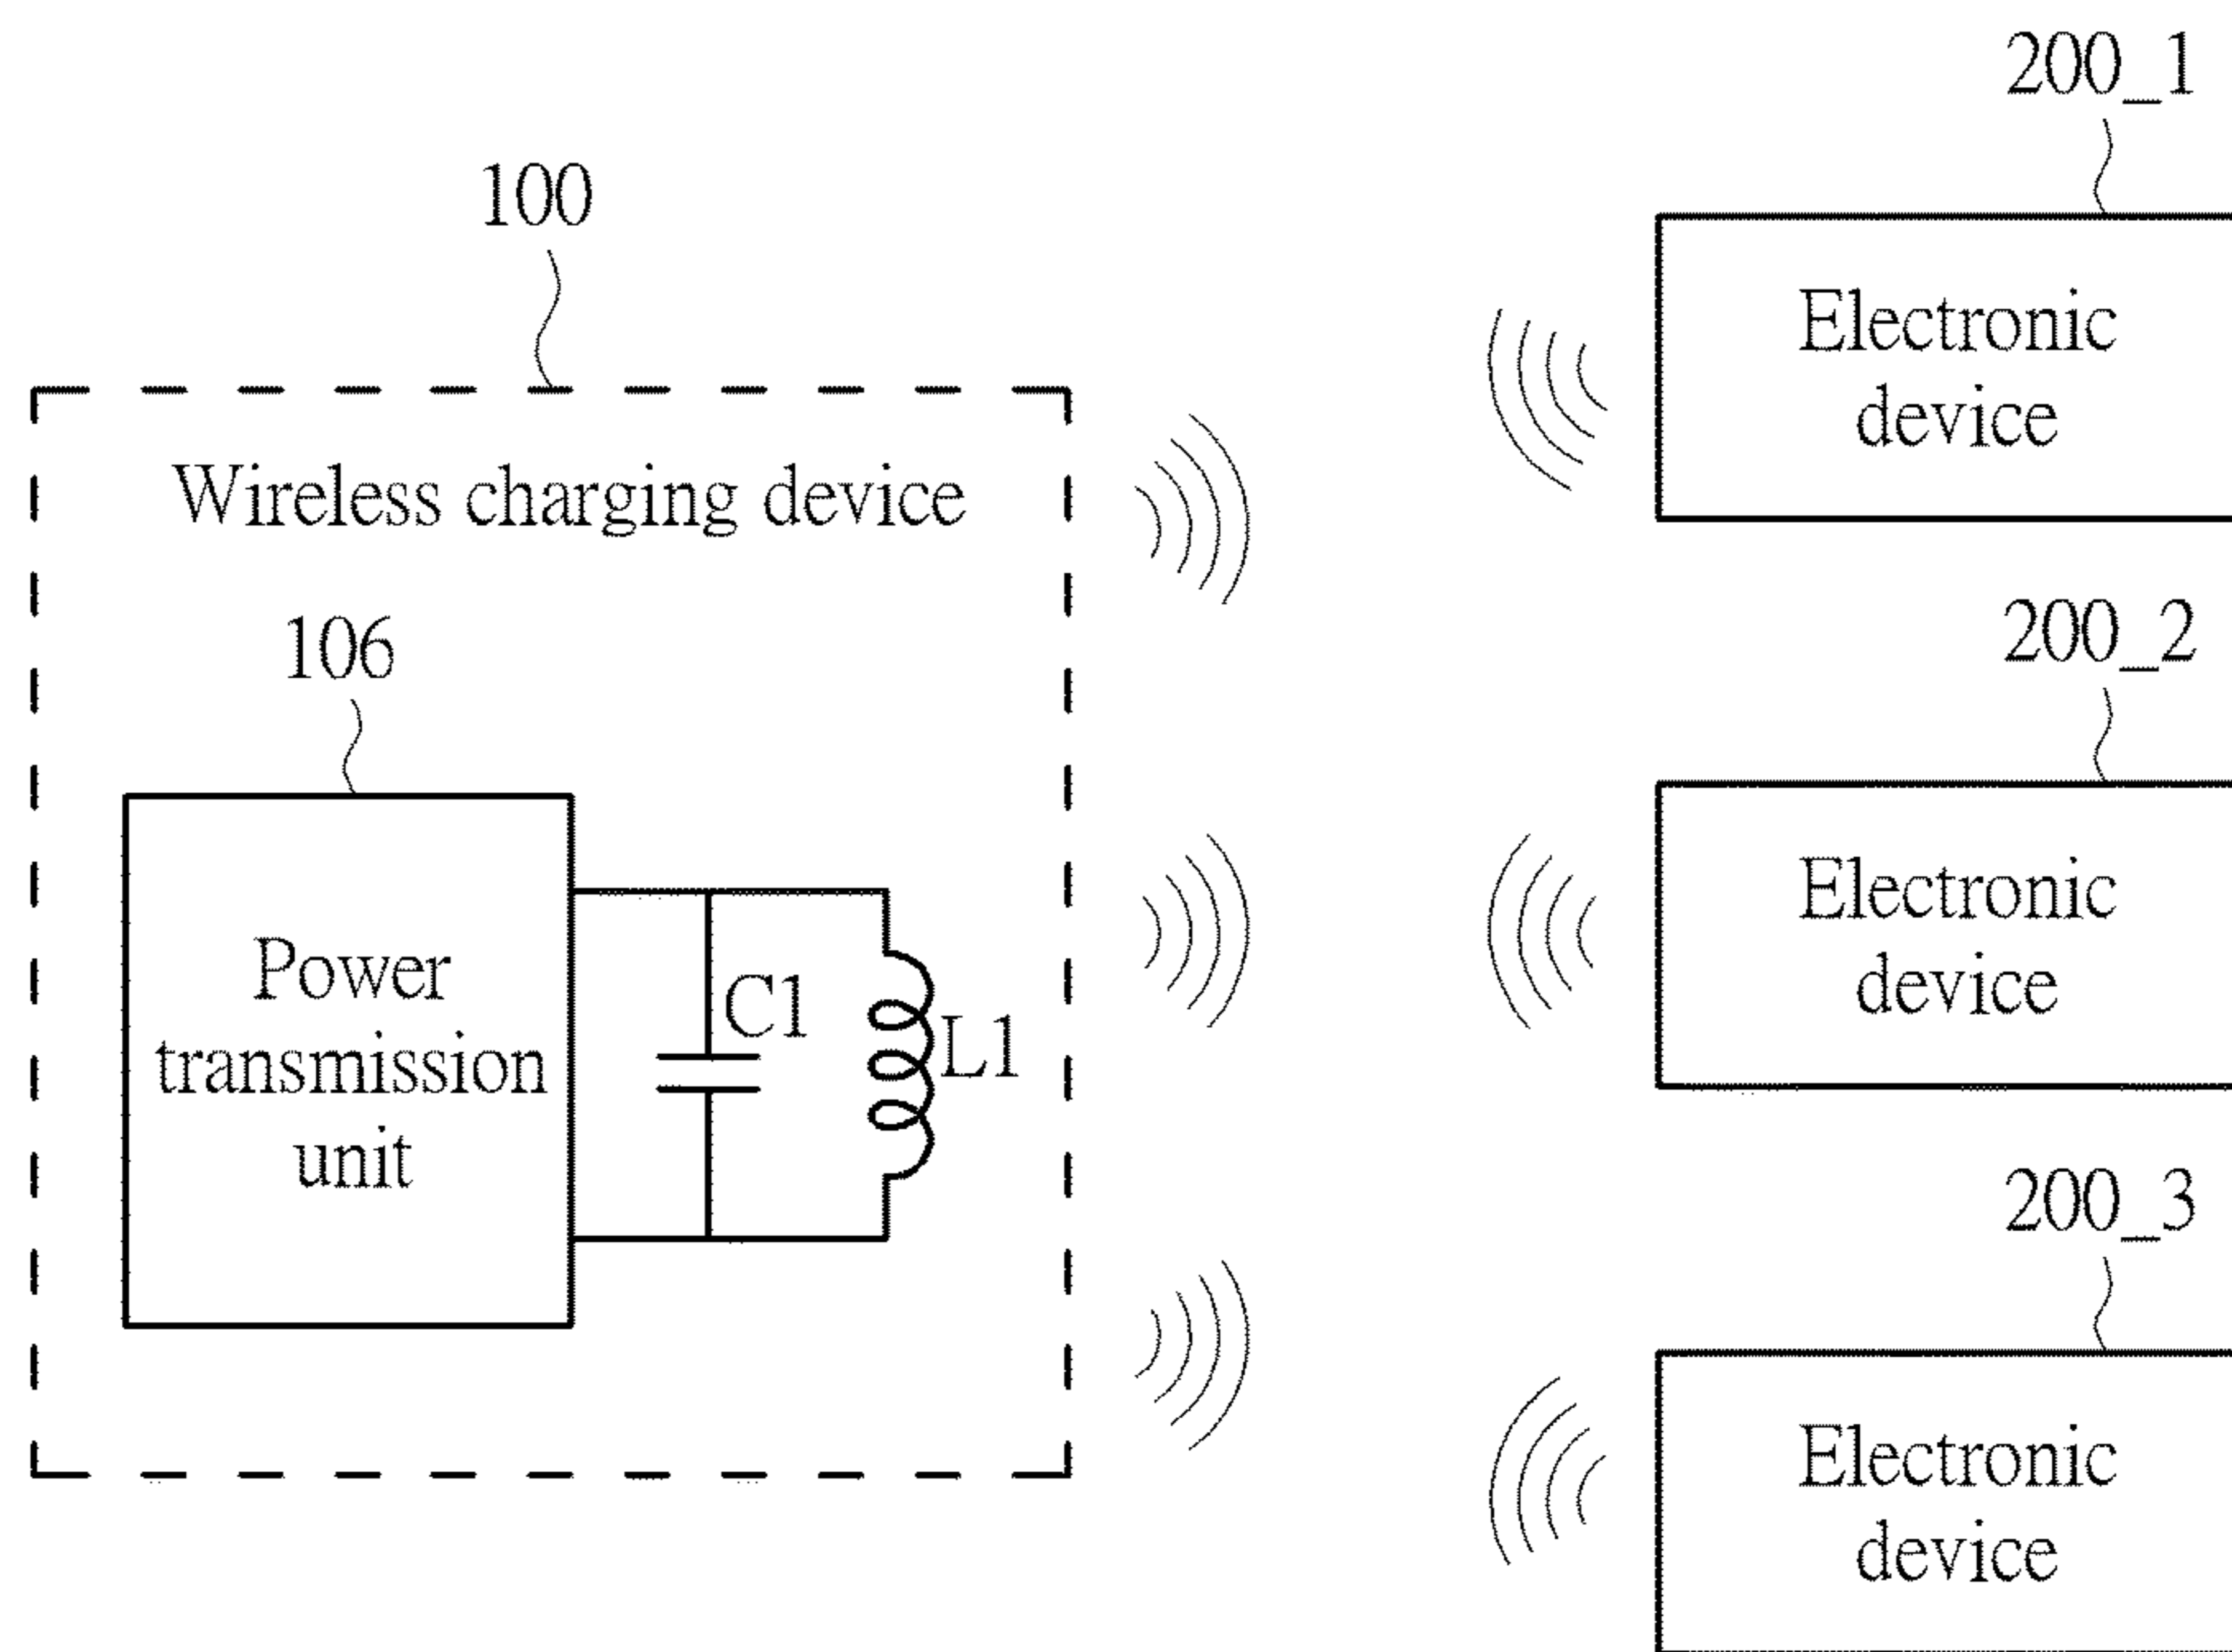 100
Wireless charging device
106
Power
transmission
unit
C1
L1
200_1
Electronic
device
200_2
Electronic
device
200_3
Electronic
device